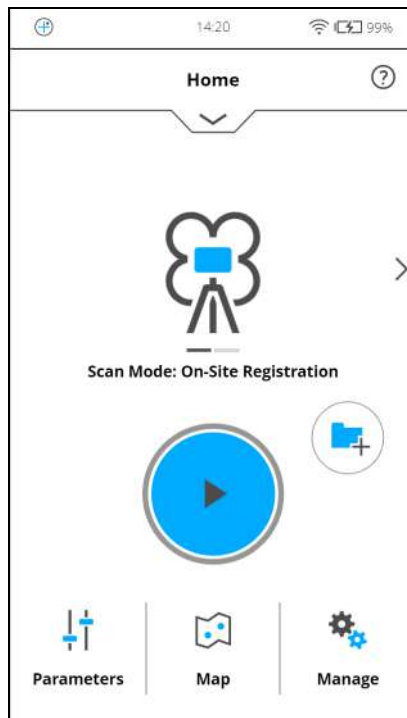 14:20
99%
Home
?
Scan Mode: On-Site Registration
Parameters
Map
Manage